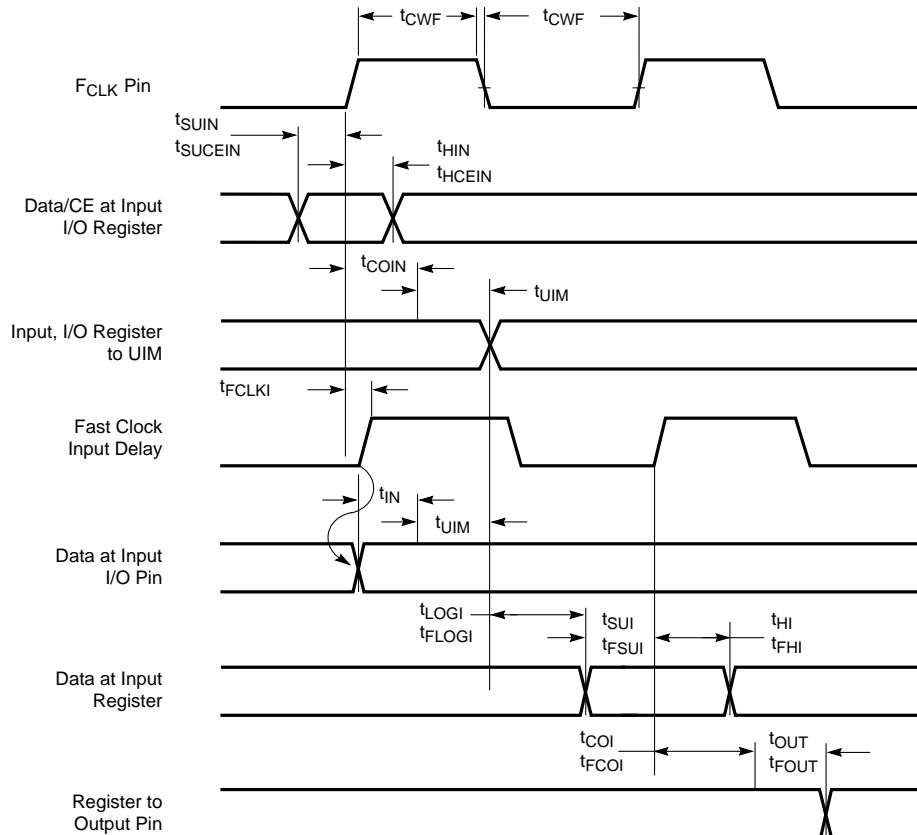 tCWF tCWF
FCLK Pin
tSUIN
tSUCEIN
tHIN
tHCEIN
Data/CE at Input
I/O Register
tCOIN
tUIM
Input, I/O Register
to UIM
tFCLKI
Fast Clock
Input Delay
tIN
tUIM
Data at Input
I/O Pin
tLOGI
tFLOGI
tSUI
tFSUI
tHI
tFHI
Data at Input
Register
tCOI
tFCOI
tOUT
tFOUT
Register to
Output Pin